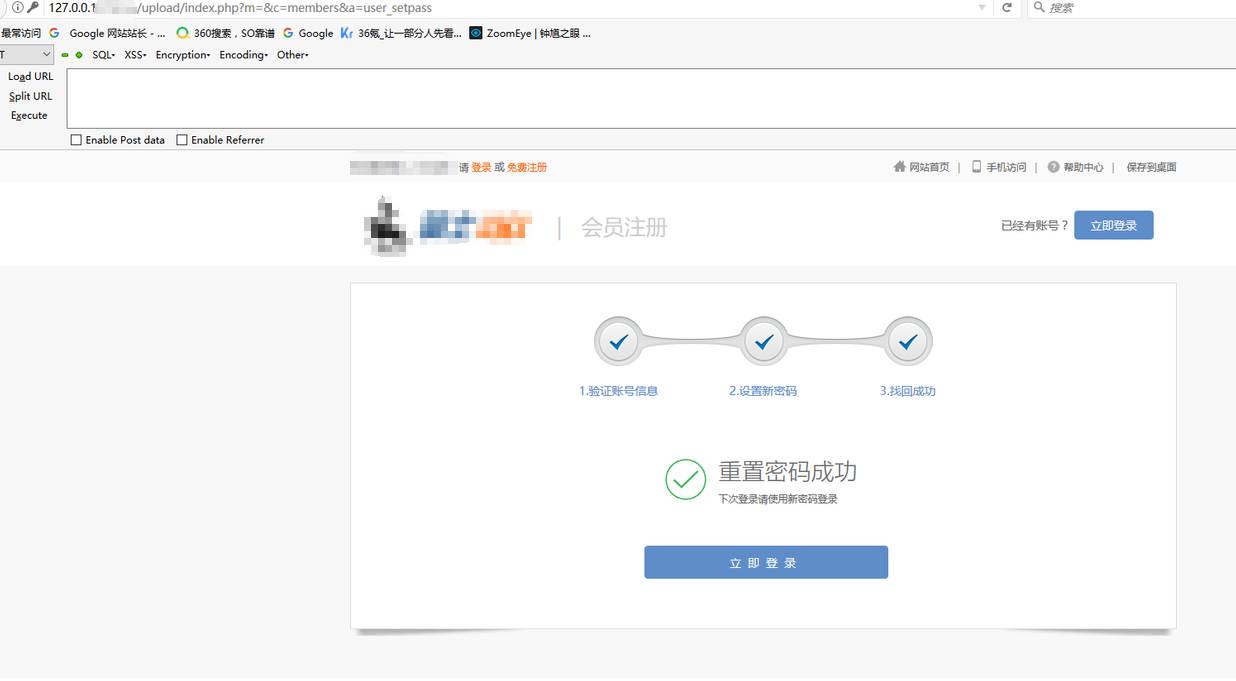 127.0.0.1 /upload/index.php?m=&c=members&a=user_setpass 搜索
最常访问 Google 网站站长 - ... 360搜索，SO靠谱 Google 36氪_让一部分人先看... ZoomEye | 钟馗之眼 ...
T SQL XSS Encryption Encoding Other
Load URL
Split URL
Execute
Enable Post data Enable Referrer
请 登录 或 免费注册 网站首页 | 手机访问 | ? 帮助中心 | 保存到桌面
| 会员注册 已经有账号？ 立即登录
1.验证账号信息 2.设置新密码 3.找回成功
重置密码成功
下次登录请使用新密码登录
立 即 登 录